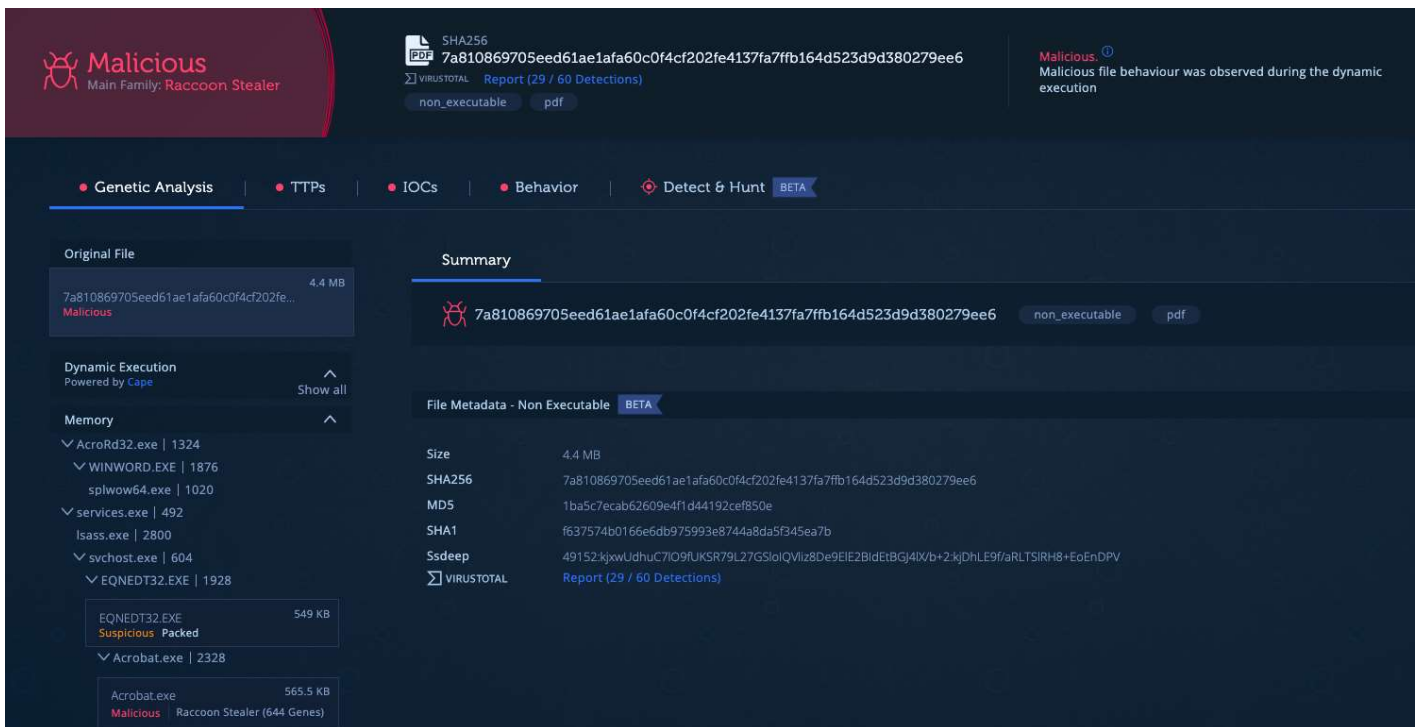 Malicious
Main Family: Raccoon Stealer
SHA256
PDF
7a810869705eed61ae1afa60c0f4cf202fe4137fa7ffb164d523d9d380279ee6
VIRUSTOTAL Report (29 / 60 Detections)
non_executable pdf
Malicious.
Malicious file behaviour was observed during the dynamic
execution
Genetic Analysis TTPs IOCs Behavior Detect & Hunt BETA
Original File
4.4 MB
7a810869705eed61ae1afa60c0f4cf202fe...
Malicious
Dynamic Execution
Powered by Cape
Show all
Memory
AcroRd32.exe | 1324
WINWORD.EXE | 1876
splwow64.exe | 1020
services.exe | 492
lsass.exe | 2800
svchost.exe | 604
EQNEDT32.EXE | 1928
EQNEDT32.EXE 549 KB
Suspicious Packed
Acrobat.exe | 2328
Acrobat.exe 565.5 KB
Malicious Raccoon Stealer (644 Genes)
Summary
7a810869705eed61ae1afa60c0f4cf202fe4137fa7ffb164d523d9d380279ee6 non_executable pdf
File Metadata - Non Executable BETA
Size 4.4 MB
SHA256 7a810869705eed61ae1afa60c0f4cf202fe4137fa7ffb164d523d9d380279ee6
MD5 1ba5c7ecab62609e4f1d44192cef850e
SHA1 f637574b0166e6db975993e8744a8da5f345ea7b
Ssdeep
VIRUSTOTAL Report (29 / 60 Detections)